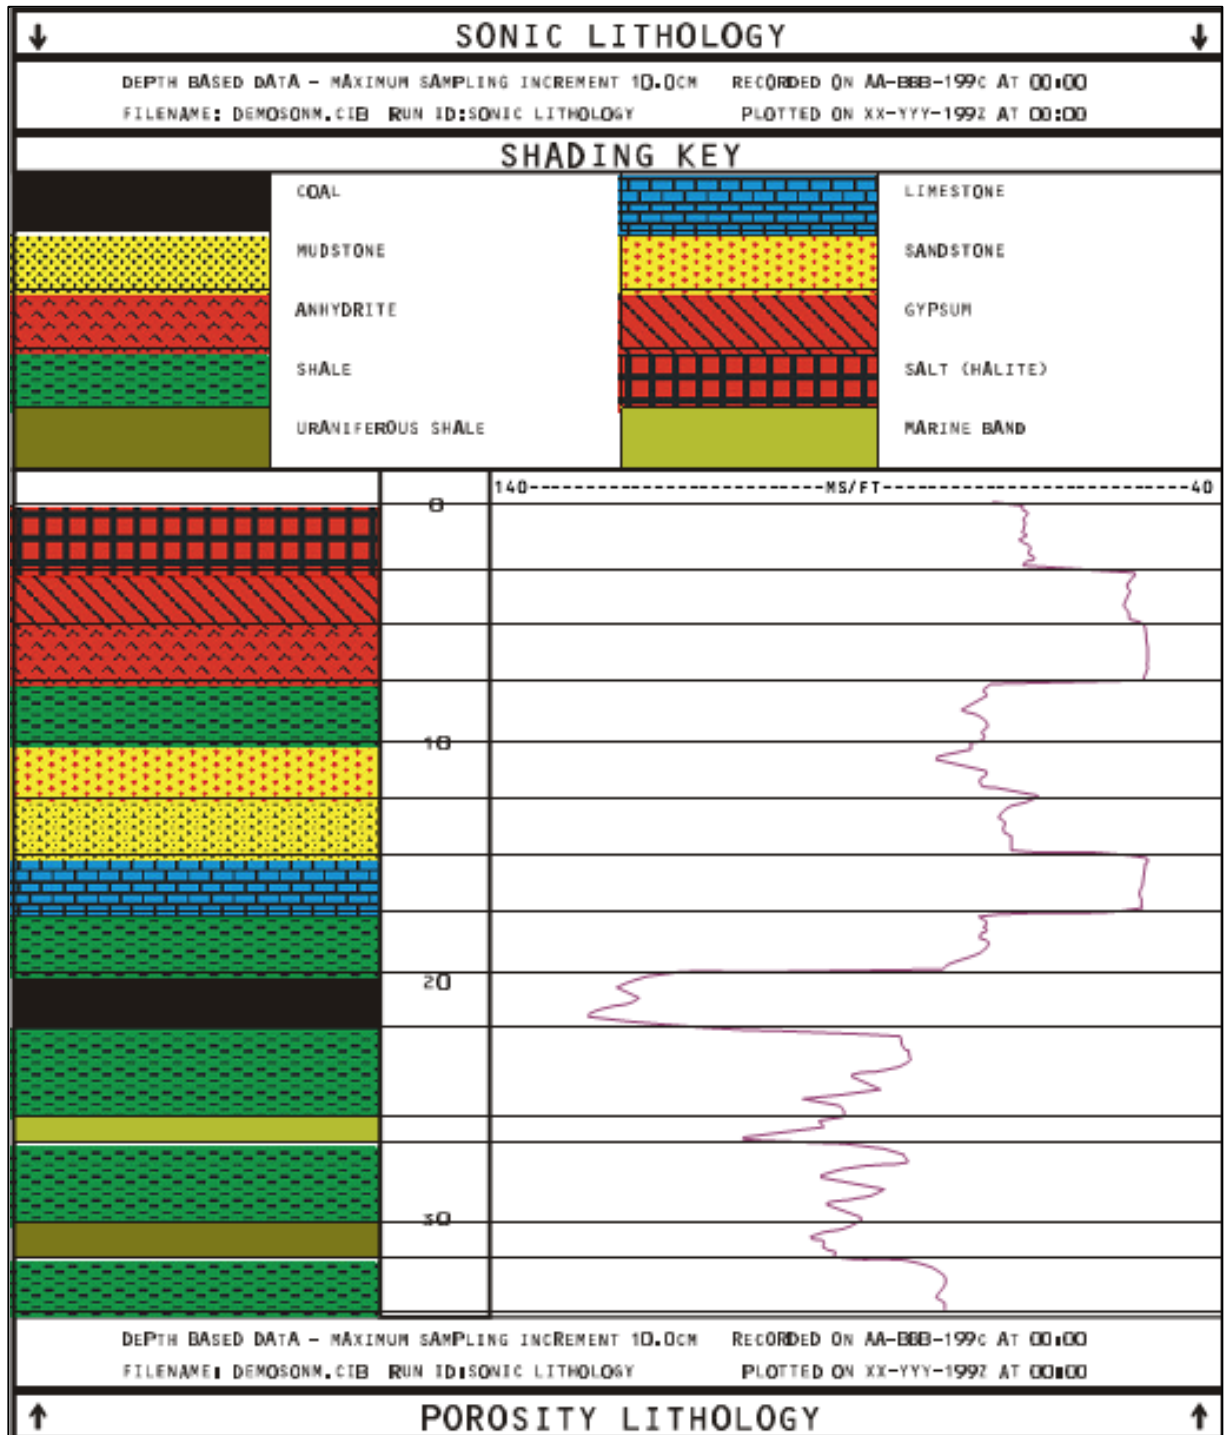 SONIC LITHOLOGY
DEPTH BASED DATA - MAXIMUM SAMPLING INCREMENT 10.0CM RECORDED ON AA-BBB-199C AT 00:00
FILENAME: DEMOSONM.CIB RUN ID:SONIC LITHOLOGY PLOTTED ON XX-YYY-199Z AT 00:00
SHADING KEY
COAL LIMESTONE
MUDSTONE SANDSTONE
ANHYDRITE GYPSUM
SHALE SALT (HALITE)
URANIFEROUS SHALE MARINE BAND
140--------------------------MS/FT---------------------------40
0
10
20
30
DEPTH BASED DATA - MAXIMUM SAMPLING INCREMENT 10.0CM RECORDED ON AA-BBB-199C AT 00:00
FILENAME: DEMOSONM.CIB RUN ID:SONIC LITHOLOGY PLOTTED ON XX-YYY-199Z AT 00:00
POROSITY LITHOLOGY